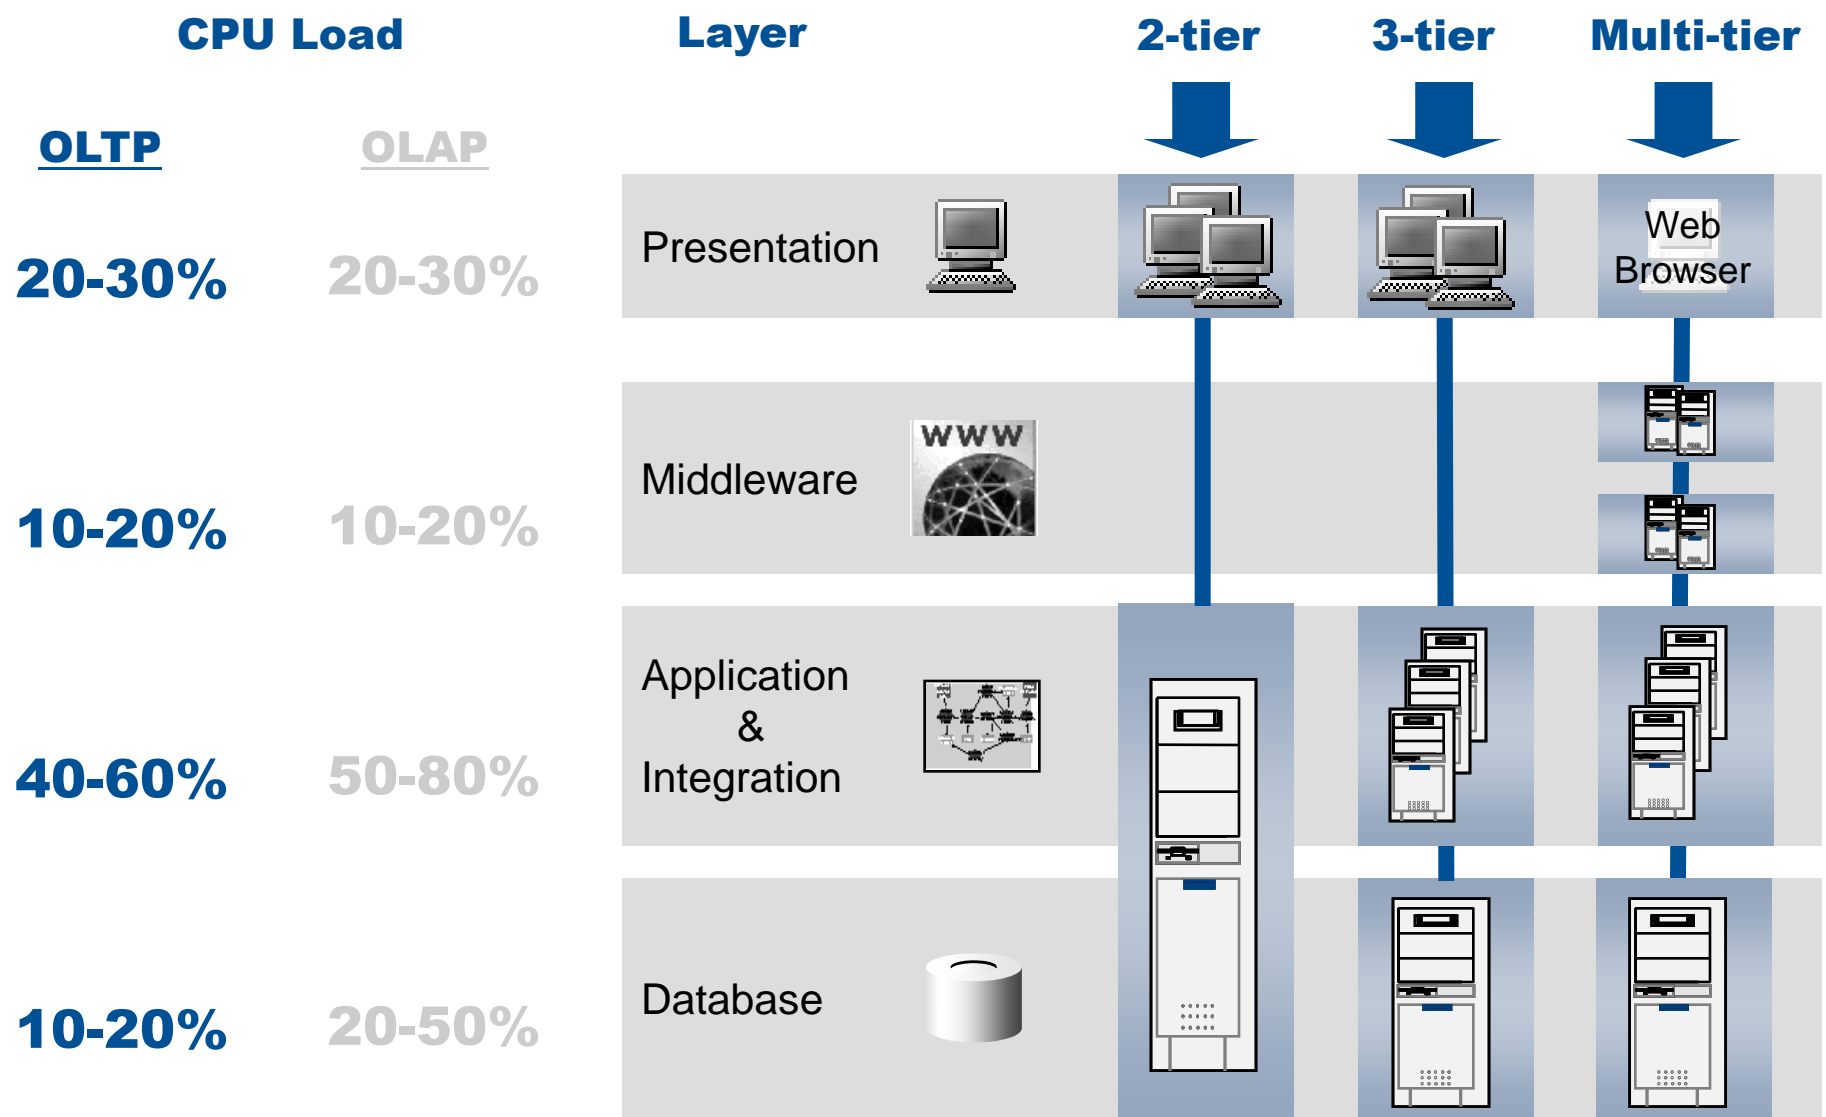 CPU Load
Layer
2-tier
3-tier
Multi-tier
OLTP
OLAP
20-30%
20-30%
Presentation
Web
Browser
10-20%
10-20%
Middleware
WWW
40-60%
50-80%
Application
&
Integration
10-20%
20-50%
Database